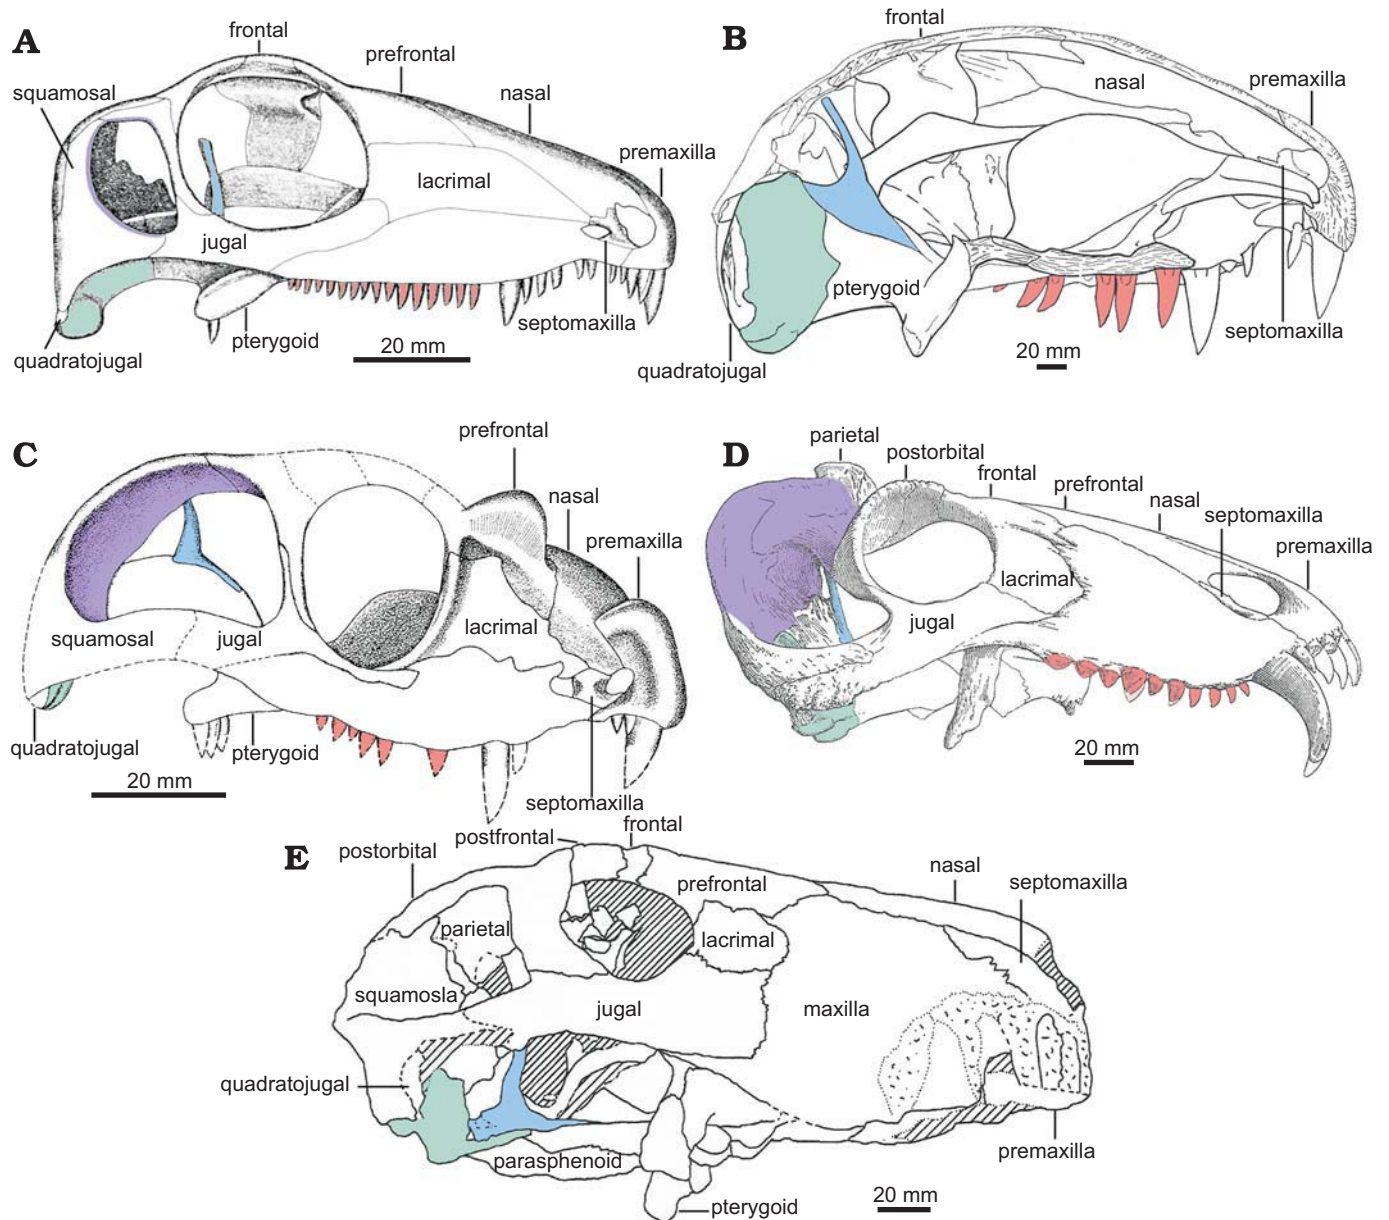 A
frontal
prefrontal
squamosal
nasal
premaxilla
lacrimal
jugal
septomaxilla
pterygoid
quadratojugal
20 mm
B
frontal
nasal
premaxilla
pterygoid
septomaxilla
quadratojugal
20 mm
C
prefrontal
nasal
premaxilla
lacrimal
squamosal
jugal
quadratojugal
pterygoid
20 mm
septomaxilla
D
parietal
postorbital
frontal
prefrontal
nasal
septomaxilla
premaxilla
lacrimal
jugal
20 mm
E
postfrontal
frontal
postorbital
nasal
prefrontal
septomaxilla
parietal
lacrimal
squamosla
jugal
maxilla
quadratojugal
premaxilla
parasphenoid
pterygoid
20 mm